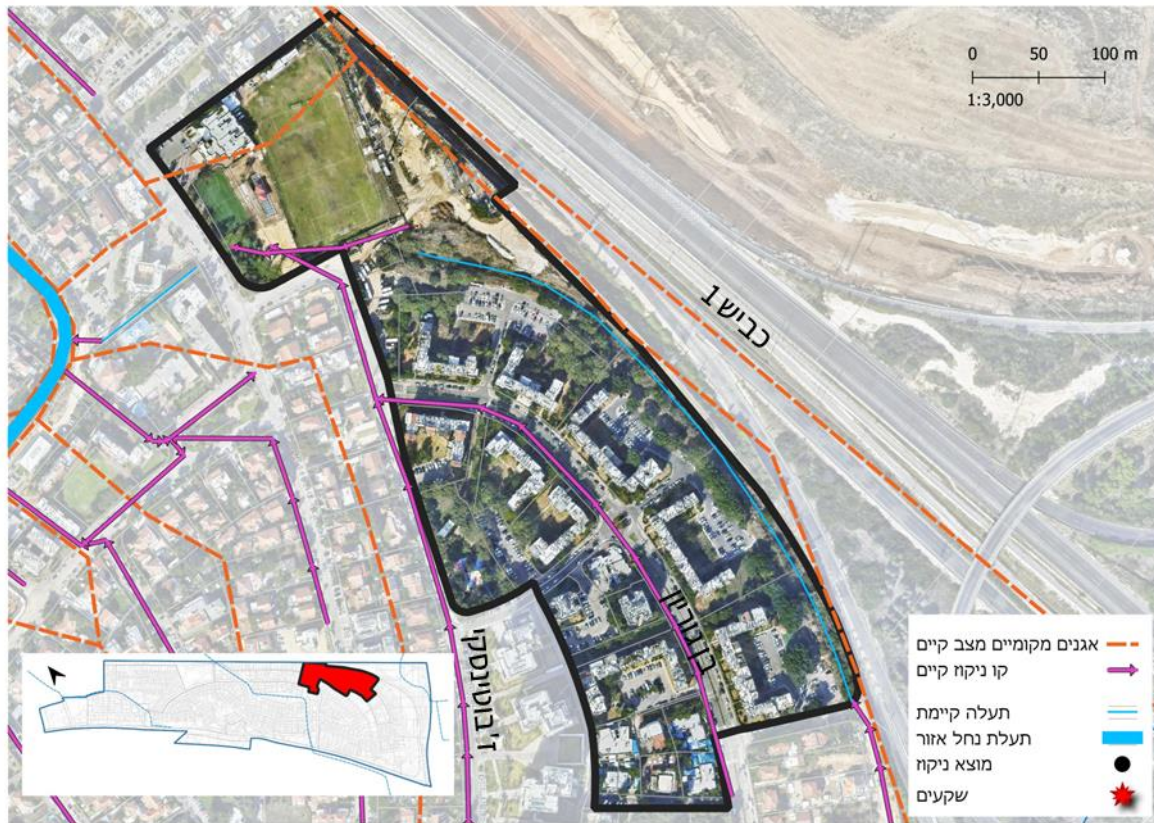 0 50 100 m
1:3,000
כביש 1
בן גוריון
ז'בוטינסקי
אגנים מקומיים מצב קיים
קו ניקוז קיים
תעלה קיימת
תעלת נחל אזור
מוצא ניקוז
שקעים